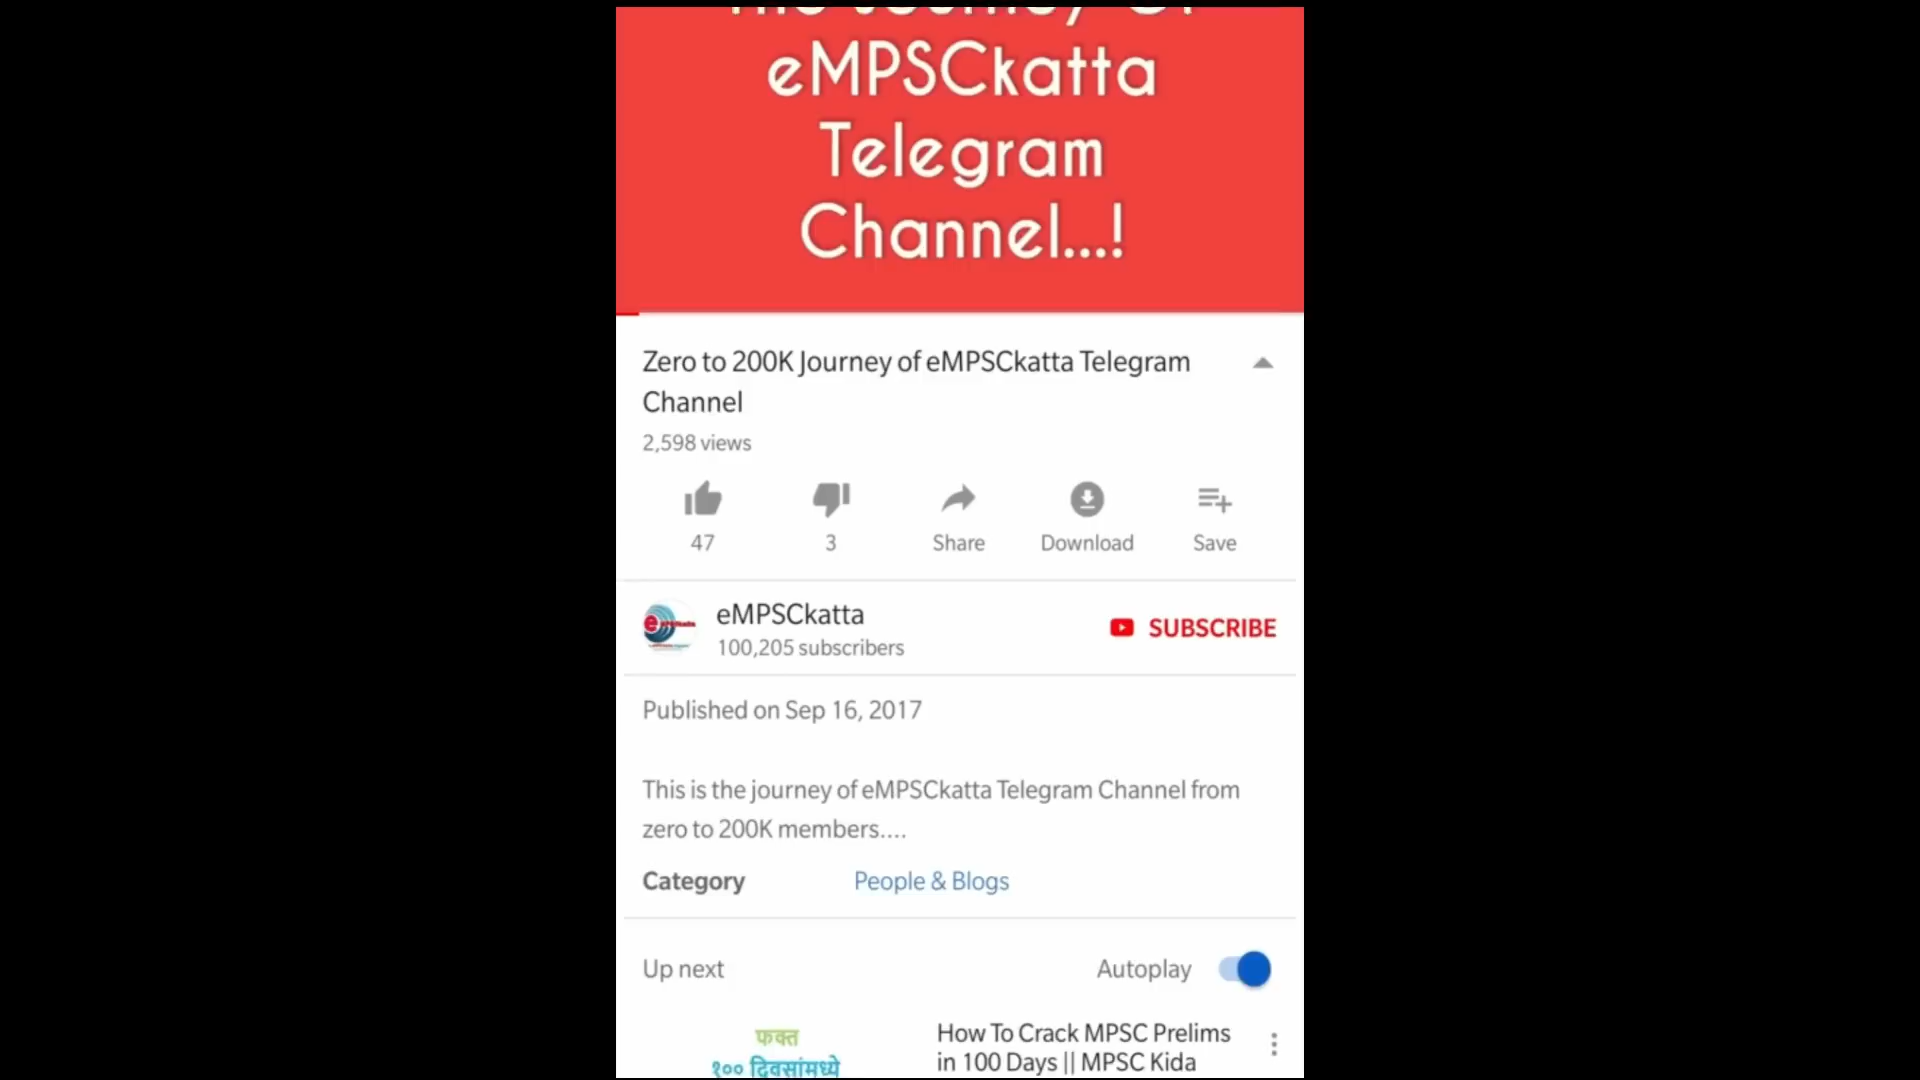 The Journey Of
eMPSCkatta
Telegram
Channel...!
Zero to 200K Journey of eMPSCkatta Telegram
Channel
2,598 views
47
3
Share
Download
Save
eMPSCkatta
100,205 subscribers
SUBSCRIBE
Published on Sep 16, 2017
This is the journey of eMPSCkatta Telegram Channel from
zero to 200K members....
Category
People & Blogs
Up next
Autoplay
फक्त
१०० दिवसांमध्ये
How To Crack MPSC Prelims
in 100 Days || MPSC Kida